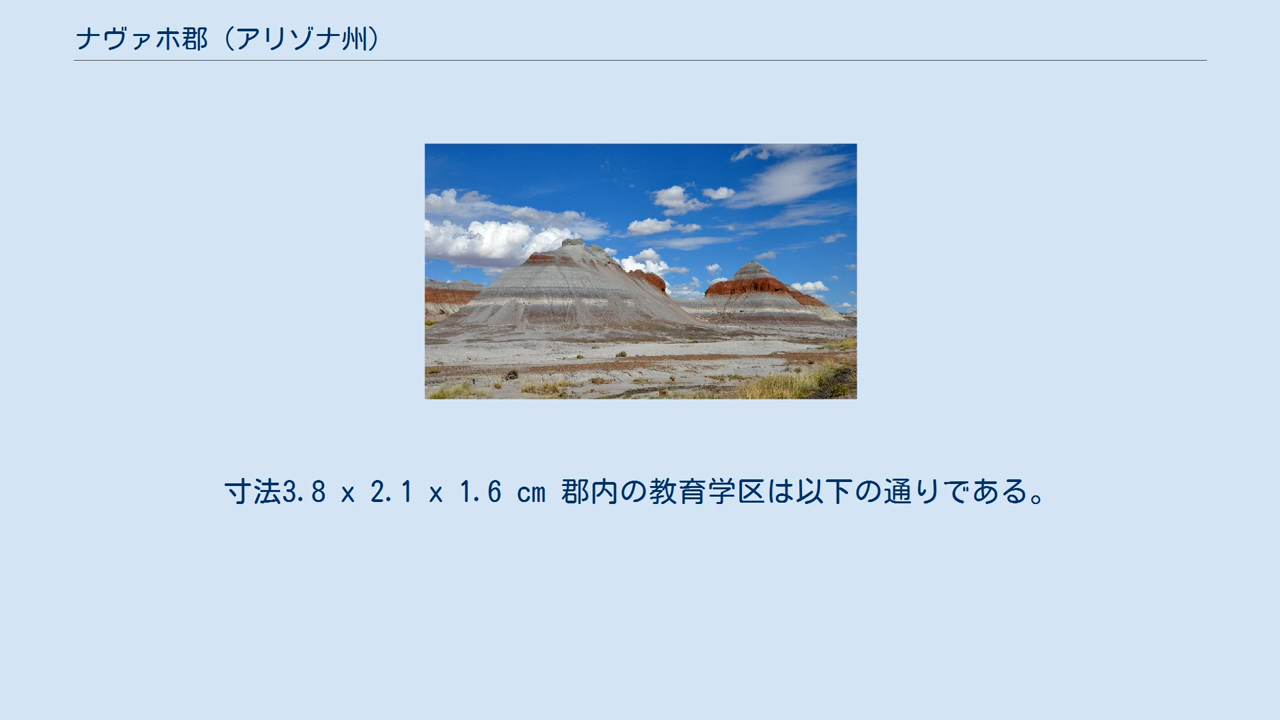 ナヴァホ郡（アリゾナ州）
寸法3.8 x 2.1 x 1.6 cm 郡内の教育学区は以下の通りである。